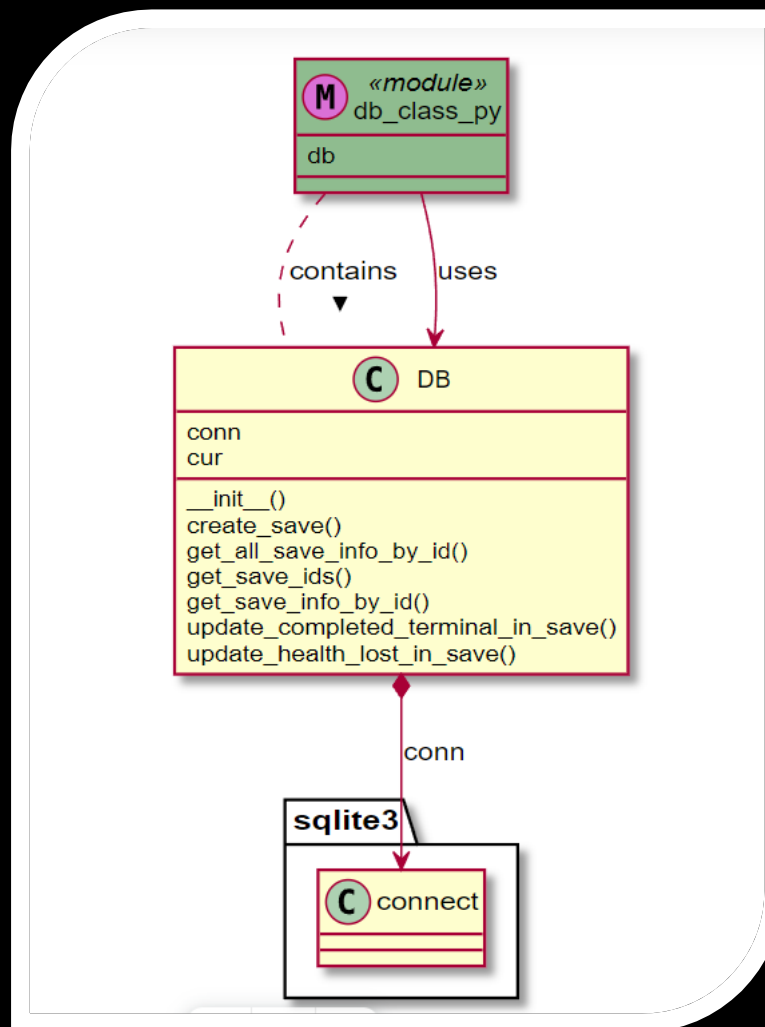 M
«module»
db_class_py
db
contains
▼
uses
C DB
conn
cur
__init__()
create_save()
get_all_save_info_by_id()
get_save_ids()
get_save_info_by_id()
update_completed_terminal_in_save()
update_health_lost_in_save()
conn
sqlite3
C connect